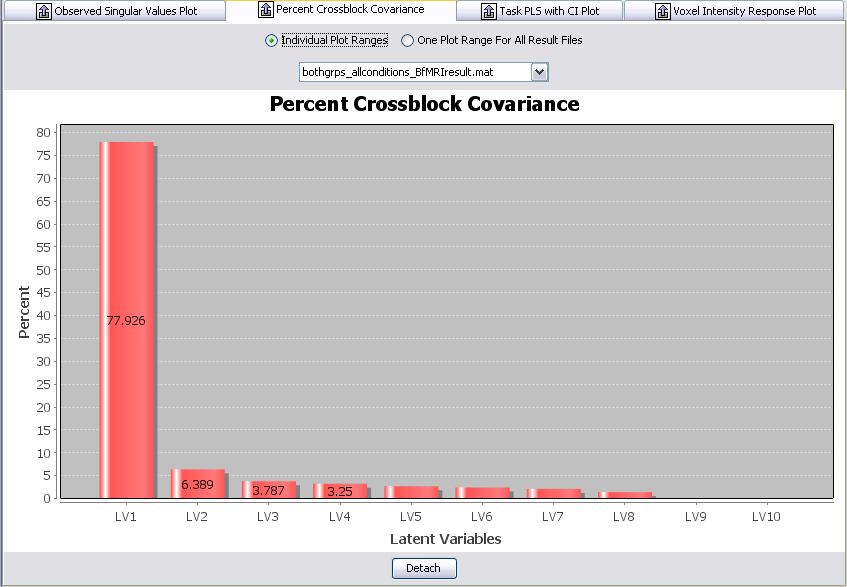 Observed Singular Values Plot
Percent Crossblock Covariance
Task PLS with CI Plot
Voxel Intensity Response Plot
Individual Plot Ranges
One Plot Range For All Result Files
bothgrps_allconditions_BfMRIresult.mat
Percent Crossblock Covariance
80
75
70
65
60
55
50
45
40
35
30
25
20
15
10
5
0
Percent
77.926
6.389
3.787
3.25
LV1
LV2
LV3
LV4
LV5
LV6
LV7
LV8
LV9
LV10
Latent Variables
Detach